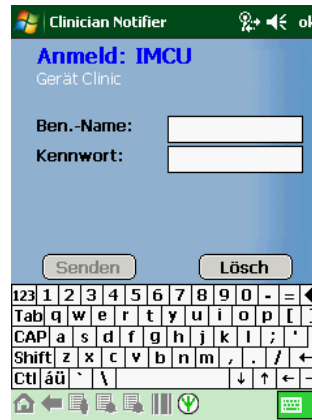 Clinician Notifier ok
Anmeld: IMCU
Gerät Clinic
Ben.-Name:
Kennwort:
Senden Lösch
123 1 2 3 4 5 6 7 8 9 0 - =
Tab q w e r t y u i o p [ ]
CAP a s d f g h j k l ; '
Shift z x c v b n m , . / ←
Ctl áü ` \ ↓ ↑ ← →